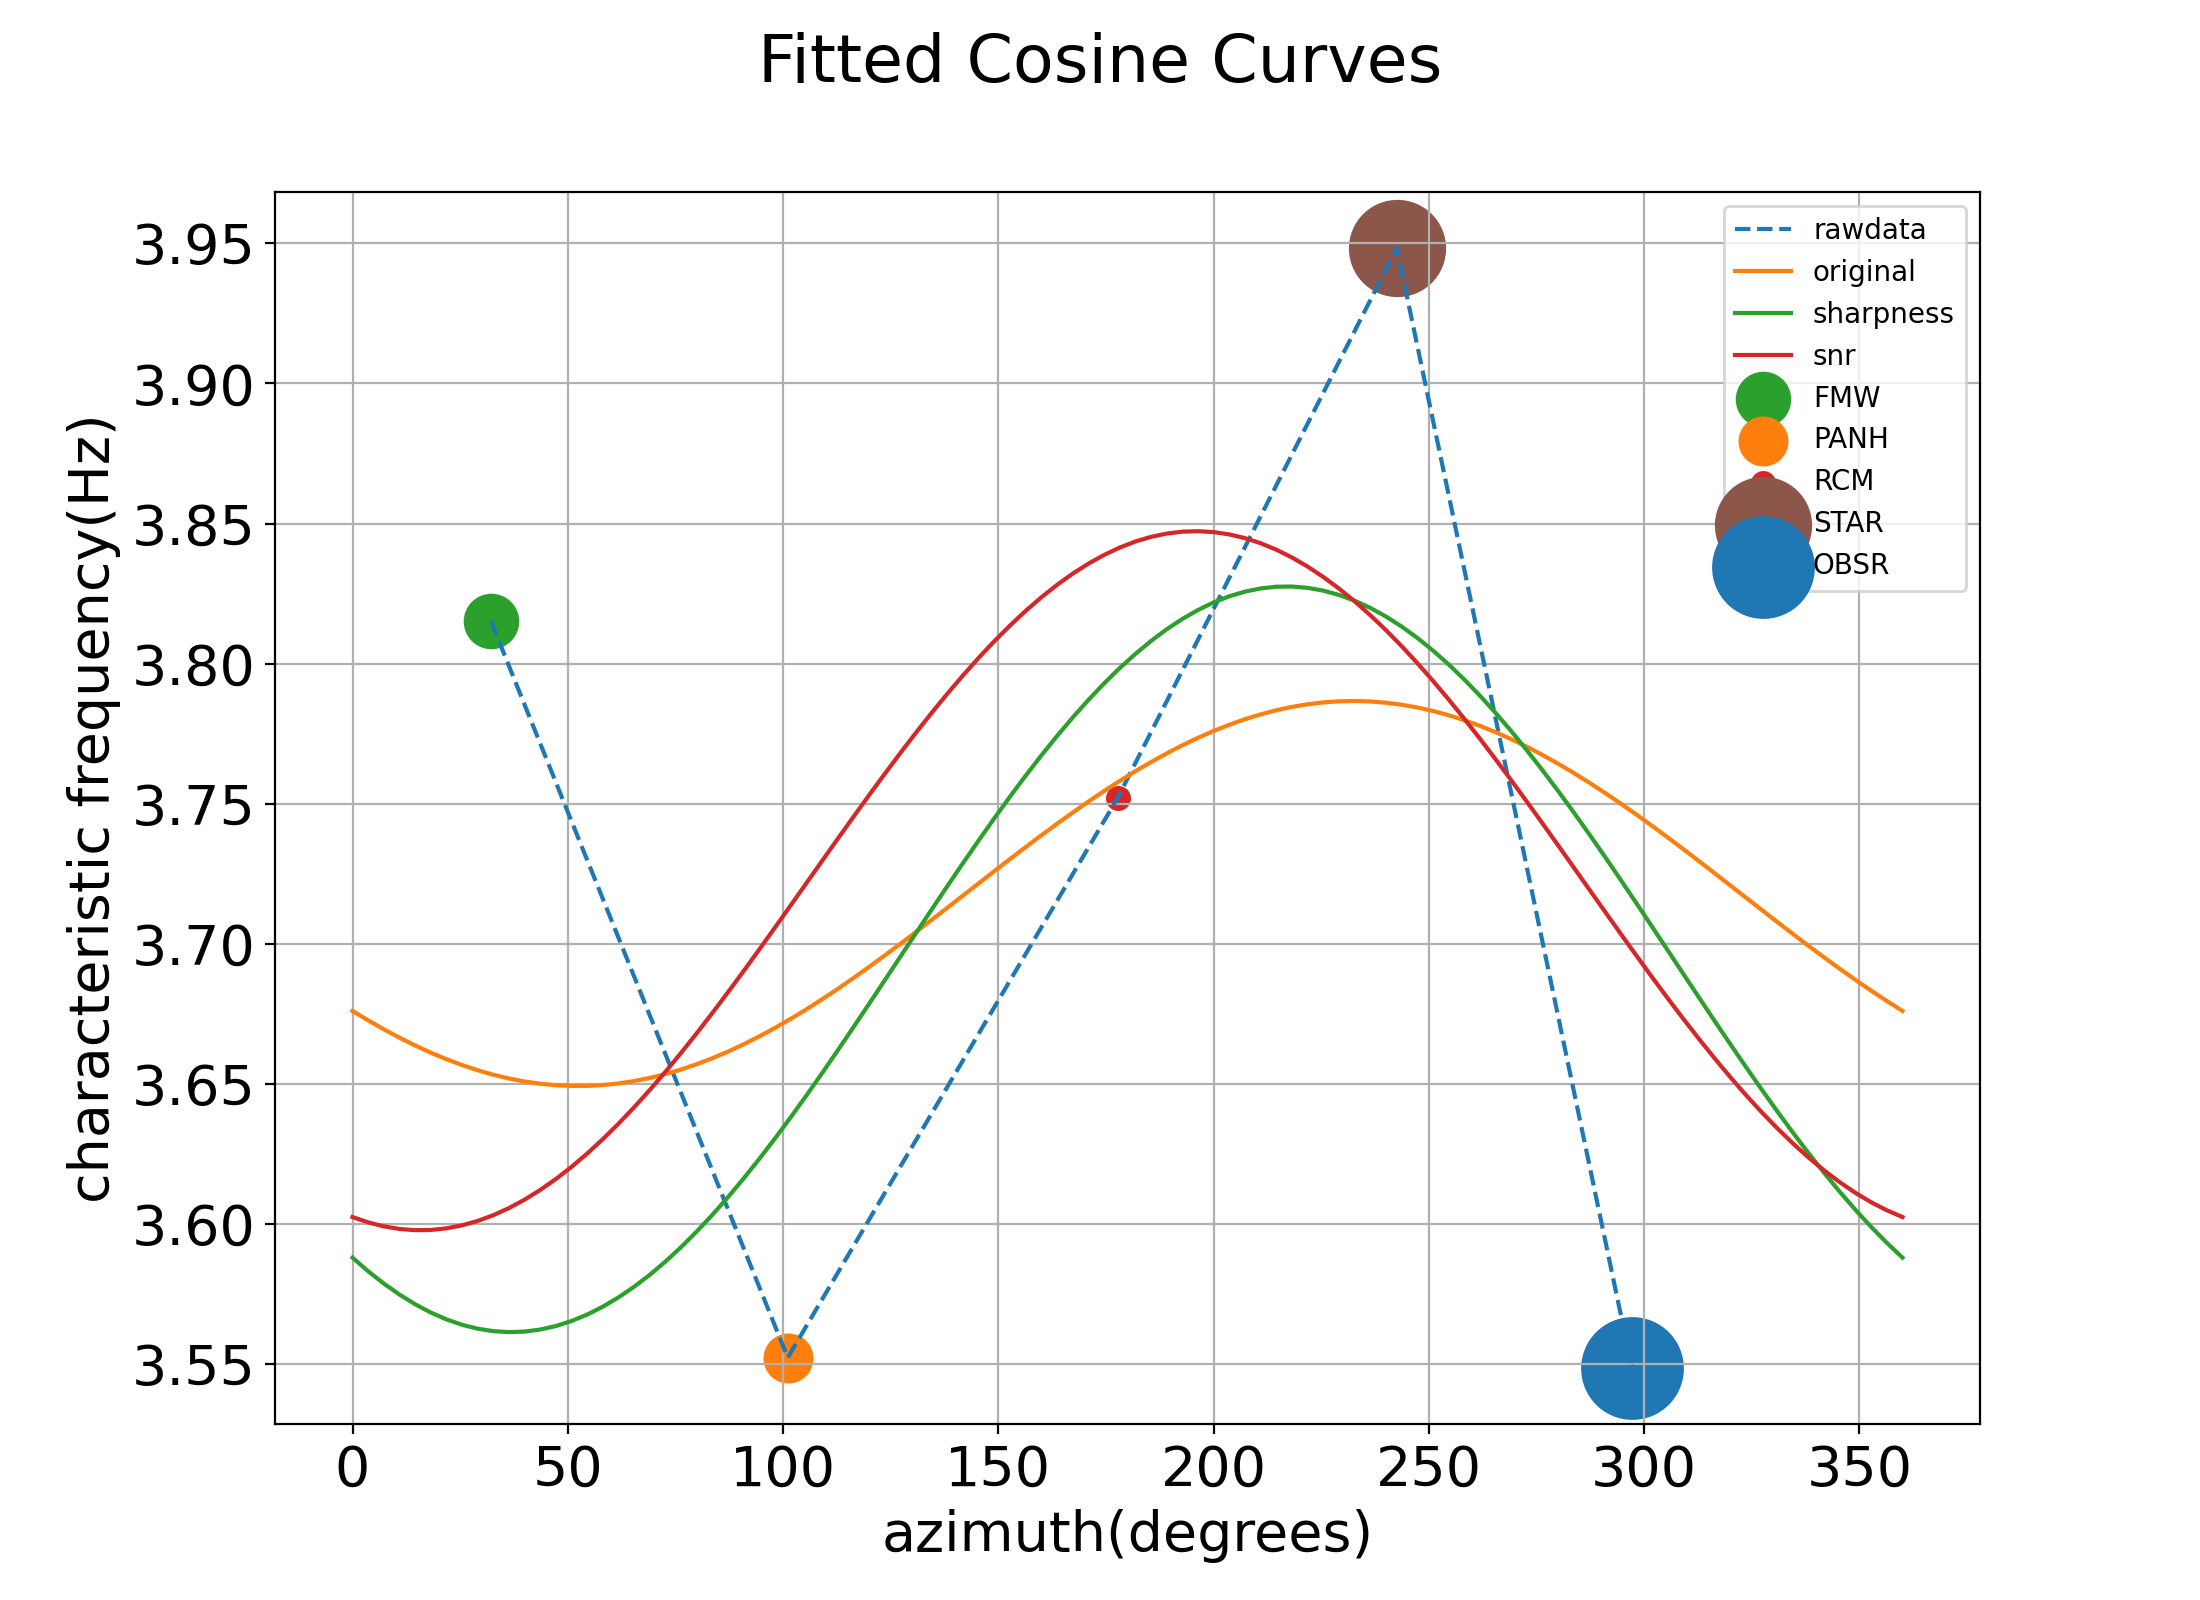 Fitted Cosine Curves
characteristic frequency(Hz)
3.95
3.90
3.85
3.80
3.75
3.70
3.65
3.60
3.55
rawdata
original
sharpness
snr
FMW
PANH
RCM
STAR
OBSR
0 50 100 150 200 250 300 350
azimuth(degrees)